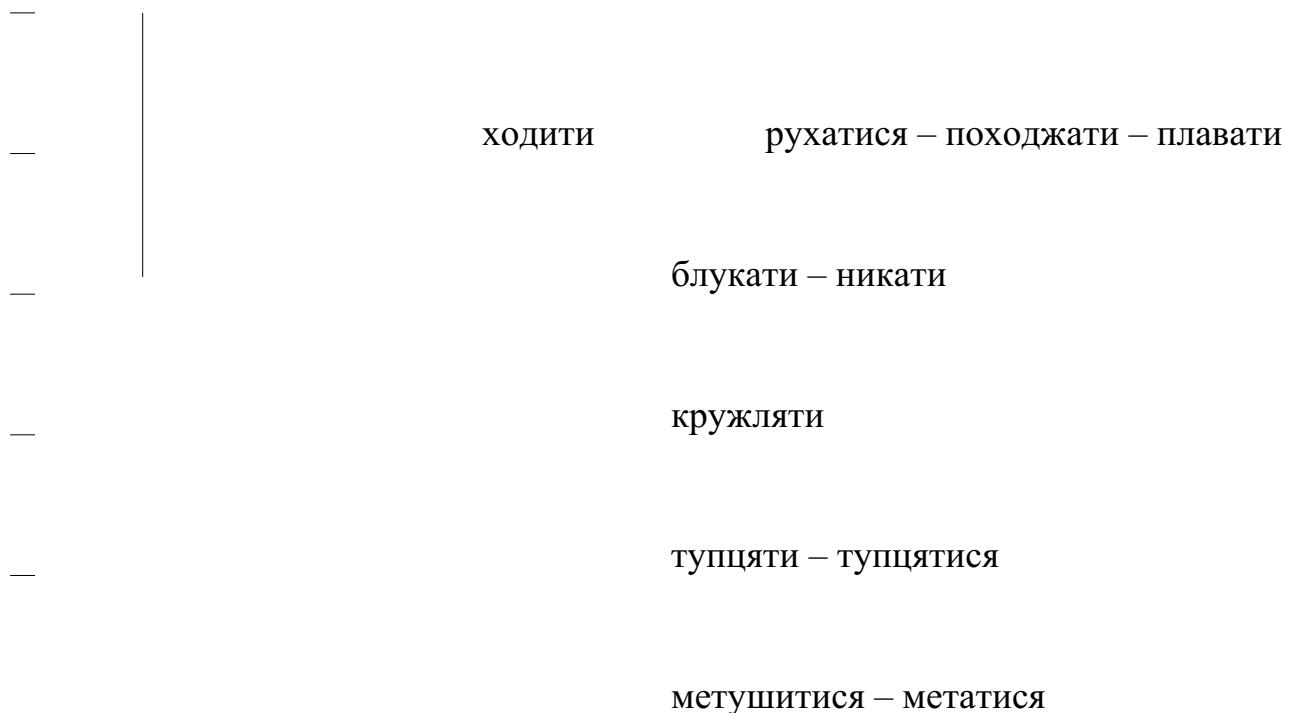 ходити рухатися – походжати – плавати
блукати – никати
кружляти
тупцяти – тупцятися
метушитися – метатися